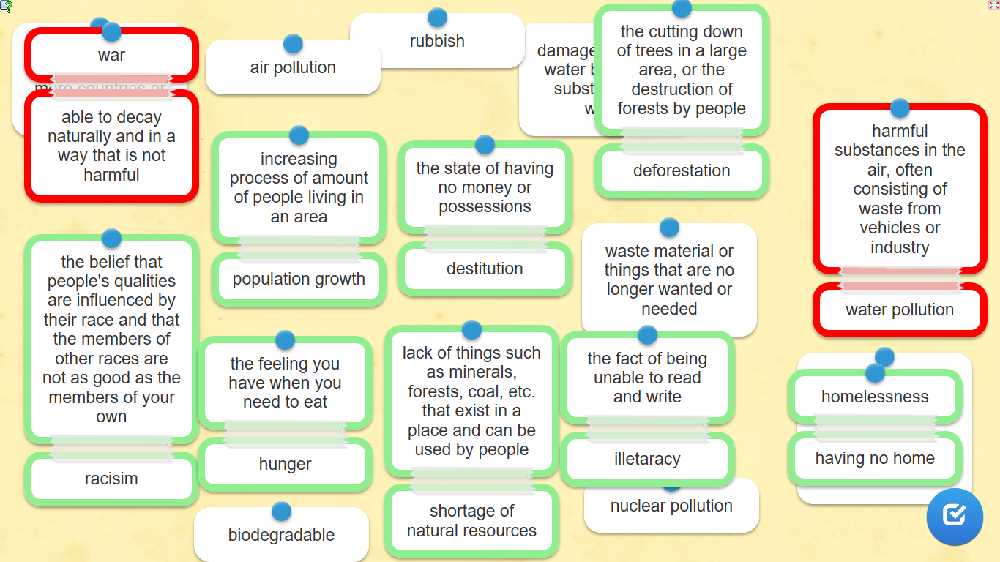 war
more countries or
able to decay
naturally and in a
way that is not
harmful
air pollution
rubbish
damage
water
subst
w
the cutting down
of trees in a large
area, or the
destruction of
forests by people
deforestation
harmful
substances in the
air, often
consisting of
waste from
vehicles or
industry
water pollution
increasing
process of amount
of people living in
an area
population growth
the state of having
no money or
possessions
destitution
waste material or
things that are no
longer wanted or
needed
the belief that
people's qualities
are influenced by
their race and that
the members of
other races are
not as good as the
members of your
own
racisim
the feeling you
have when you
need to eat
hunger
lack of things such
as minerals,
forests, coal, etc.
that exist in a
place and can be
used by people
shortage of
natural resources
the fact of being
unable to read
and write
illetaracy
homelessness
having no home
nuclear pollution
biodegradable